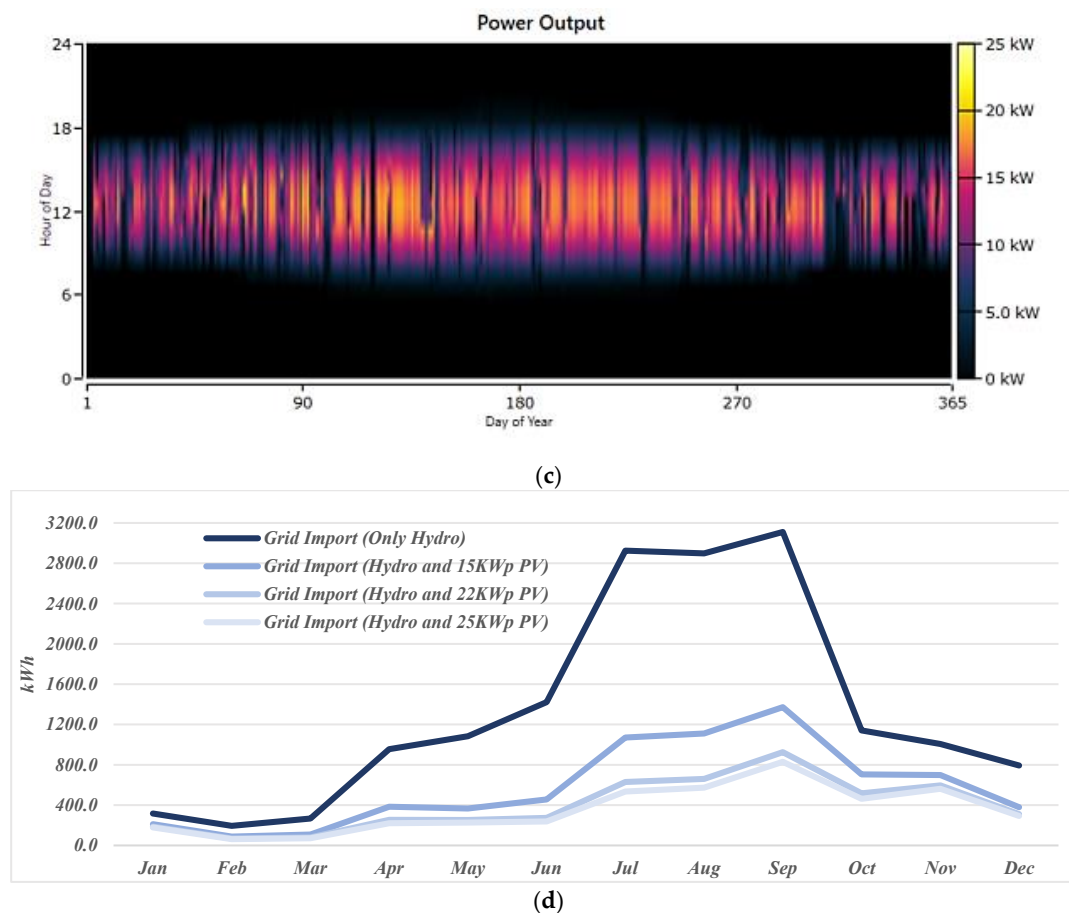 Power Output
24
18
12
6
0
Hour of Day
1
90
180
270
365
Day of Year
25 kW
20 kW
15 kW
10 kW
5.0 kW
0 kW
(c)
3200.0
2800.0
2400.0
2000.0
1600.0
1200.0
800.0
400.0
0.0
kWh
Grid Import (Only Hydro)
Grid Import (Hydro and 15KWp PV)
Grid Import (Hydro and 22KWp PV)
Grid Import (Hydro and 25KWp PV)
Jan Feb Mar Apr May Jun Jul Aug Sep Oct Nov Dec
(d)